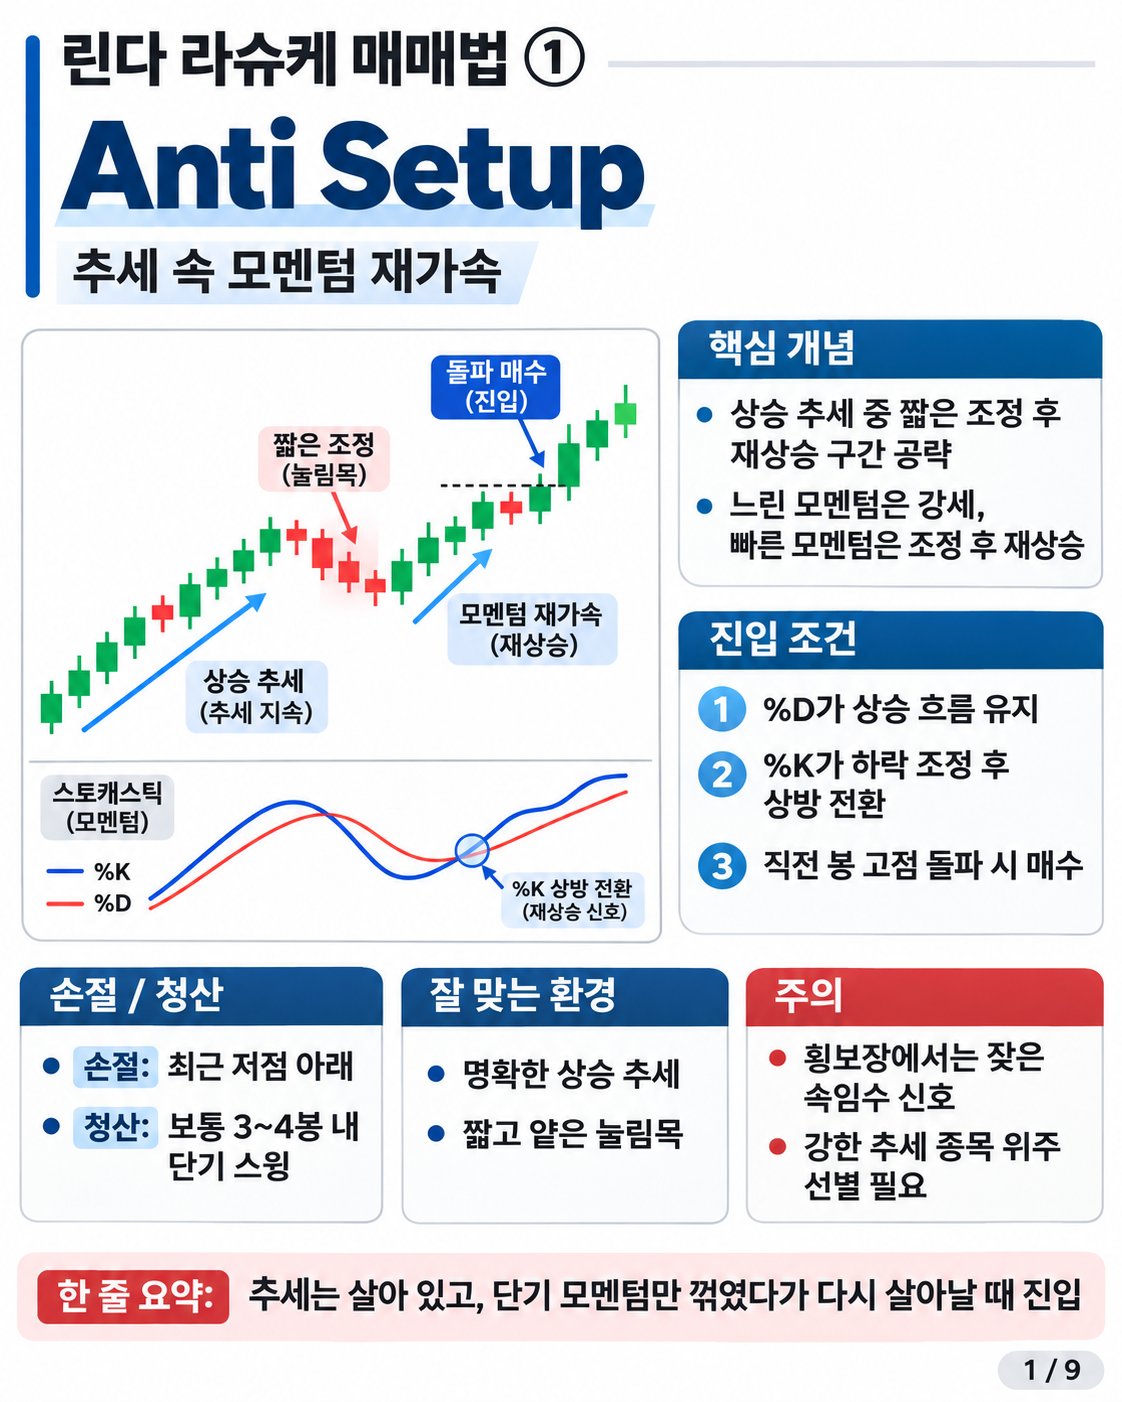 린다 라슈케 매매법 ①
Anti Setup
추세 속 모멘텀 재가속
돌파 매수
(진입)
짧은 조정
(눌림목)
모멘텀 재가속
(재상승)
상승 추세
(추세 지속)
스토캐스틱
(모멘텀)
%K
%D
%K 상방 전환
(재상승 신호)
핵심 개념
상승 추세 중 짧은 조정 후
재상승 구간 공략
느린 모멘텀은 강세,
빠른 모멘텀은 조정 후 재상승
진입 조건
1 %D가 상승 흐름 유지
2 %K가 하락 조정 후
상방 전환
3 직전 봉 고점 돌파 시 매수
손절 / 청산
손절: 최근 저점 아래
청산: 보통 3~4봉 내
단기 스윙
잘 맞는 환경
명확한 상승 추세
짧고 얕은 눌림목
주의
횡보장에서는 잦은
속임수 신호
강한 추세 종목 위주
선별 필요
한 줄 요약: 추세는 살아 있고, 단기 모멘텀만 꺾였다가 다시 살아날 때 진입
1 / 9